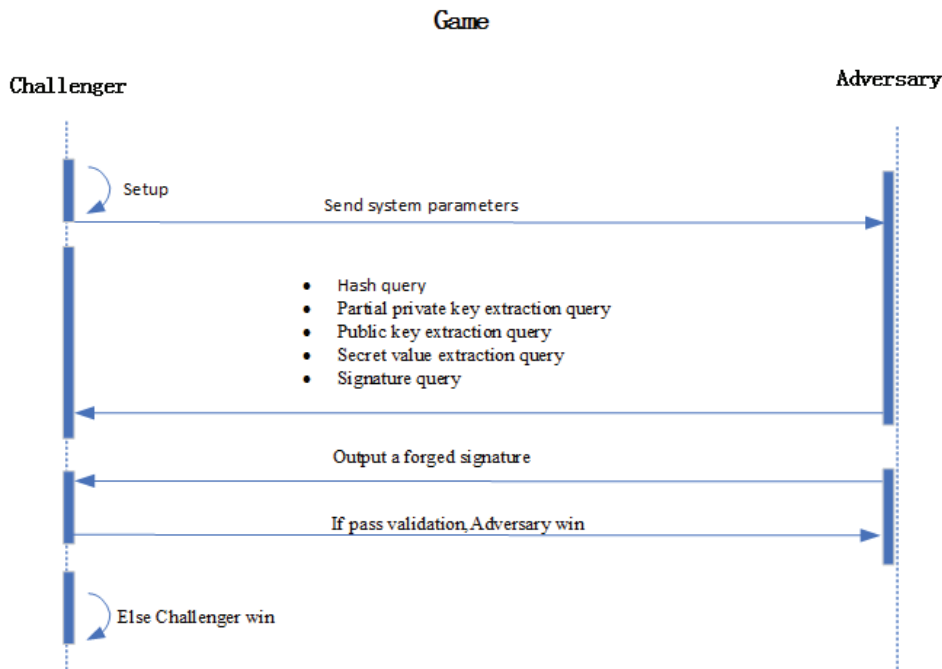 Game
Challenger
Adversary
Setup
Send system parameters
• Hash query
• Partial private key extraction query
• Public key extraction query
• Secret value extraction query
• Signature query
Output a forged signature
If pass validation,Adversary win
Else Challenger win